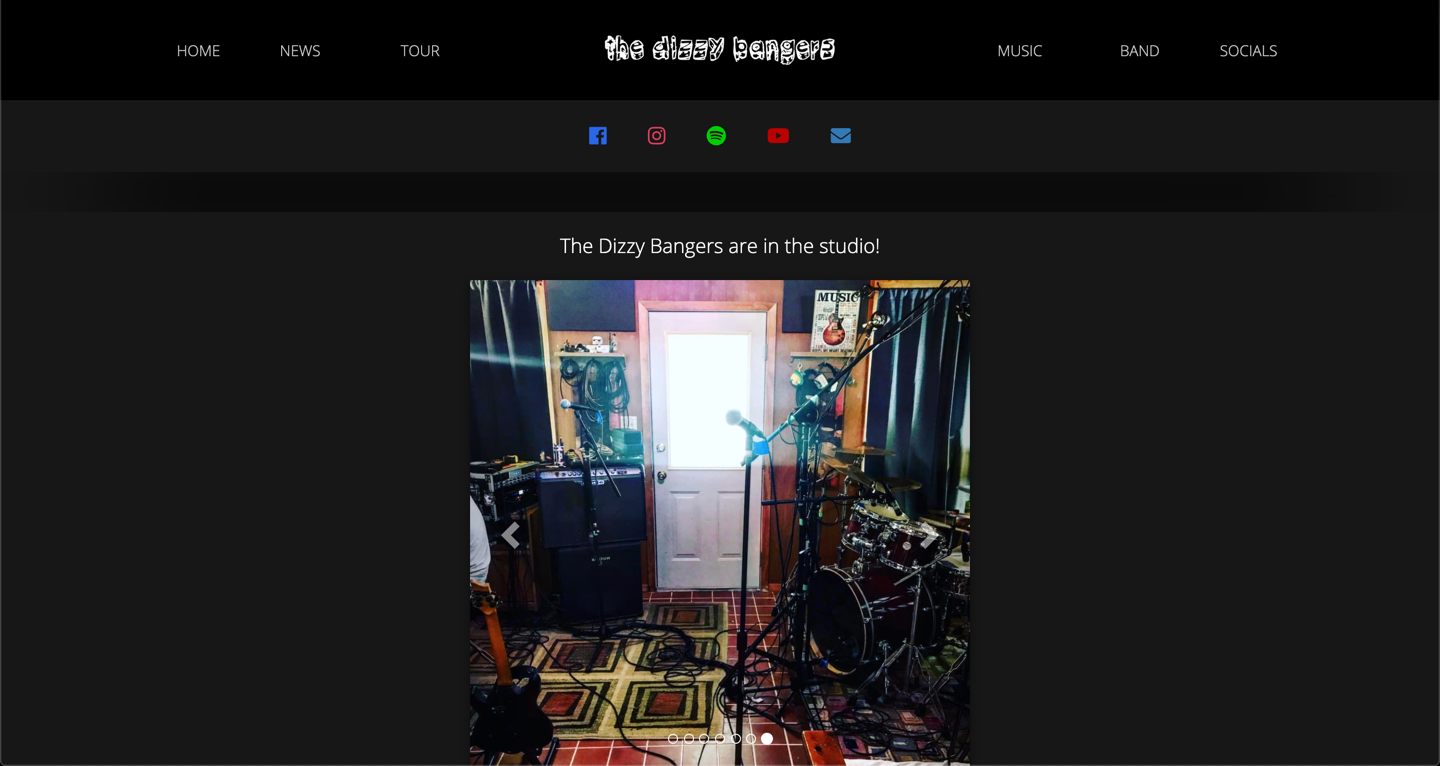 HOME NEWS TOUR the dizzy bangers MUSIC BAND SOCIALS
The Dizzy Bangers are in the studio!
MUSIC